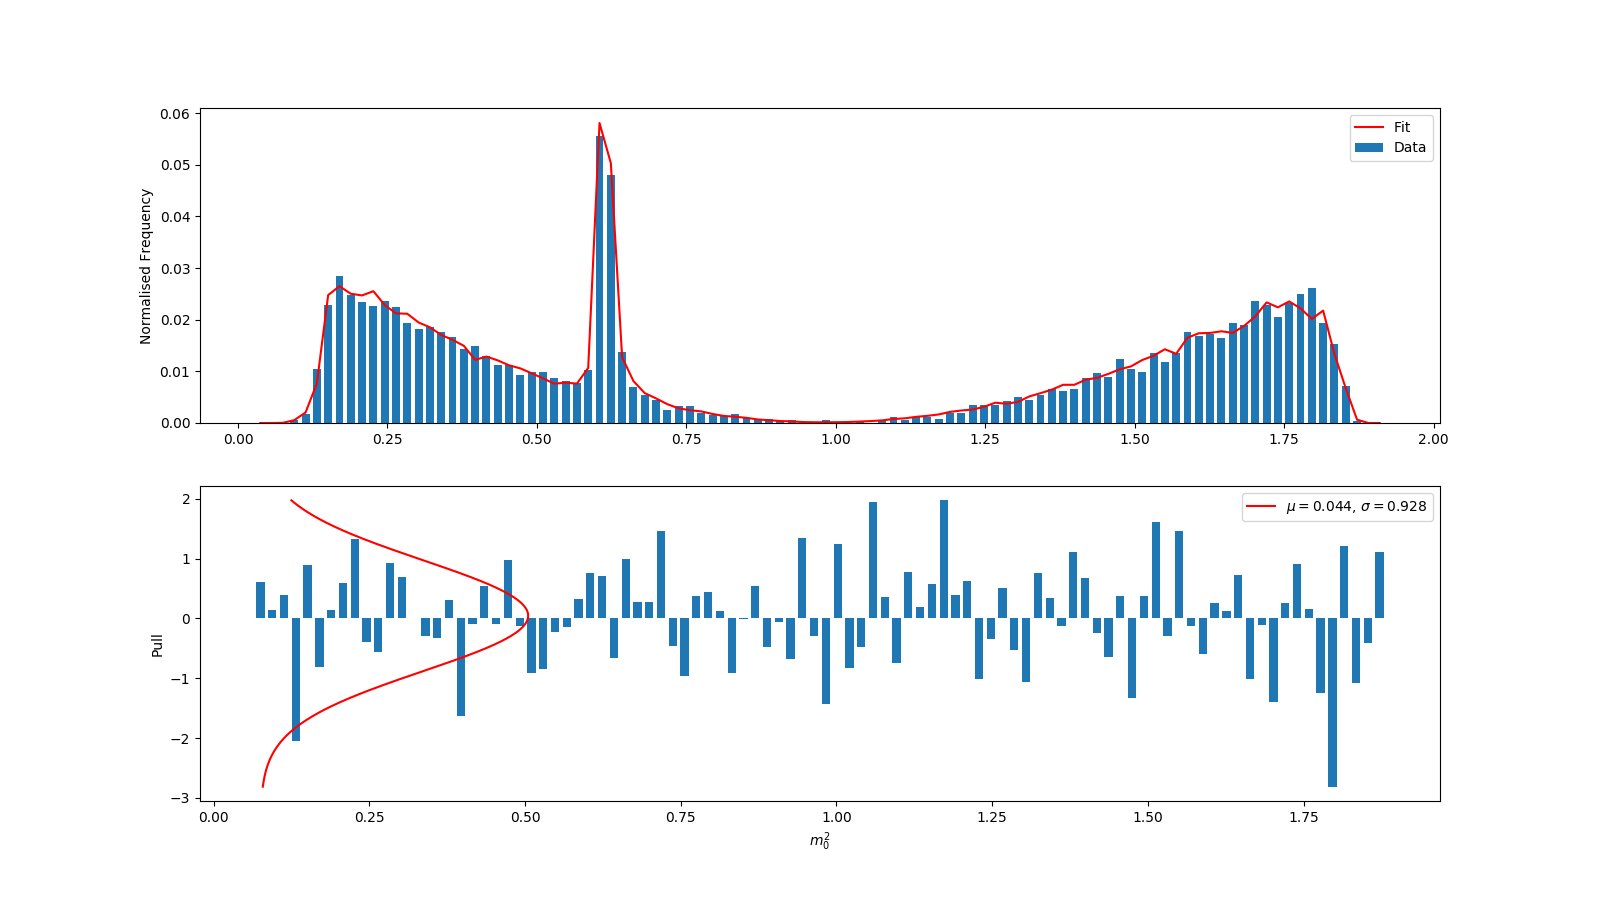 0.06
0.05
0.04
0.03
0.02
0.01
0.00
Normalised Frequency
Fit
Data
0.00 0.25 0.50 0.75 1.00 1.25 1.50 1.75 2.00
2
1
0
−1
−2
−3
Pull
μ = 0.044, σ = 0.928
0.00 0.25 0.50 0.75 1.00 1.25 1.50 1.75
m₀²